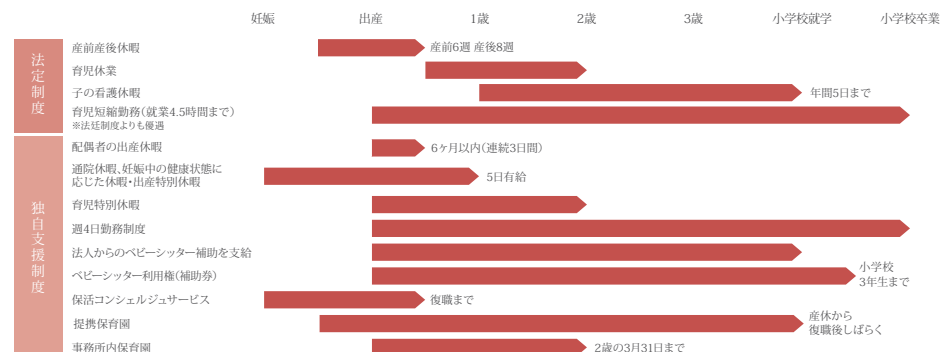 妊娠 出産 1歳 2歳 3歳 小学校就学 小学校卒業
法定制度
産前産後休暇 産前6週 産後8週
育児休業
子の看護休暇 年間5日まで
育児短縮勤務(就業4.5時間まで)
※法廷制度よりも優遇
独自支援制度
配偶者の出産休暇 6ヶ月以内(連続3日間)
通院休暇、妊娠中の健康状態に
応じた休暇・出産特別休暇 5日有給
育児特別休暇
週4日勤務制度
法人からのベビーシッター補助を支給
ベビーシッター利用権(補助券) 小学校
3年生まで
保活コンシェルジュサービス 復職まで
提携保育園 産休から
復職後しばらく
事務所内保育園 2歳の3月31日まで